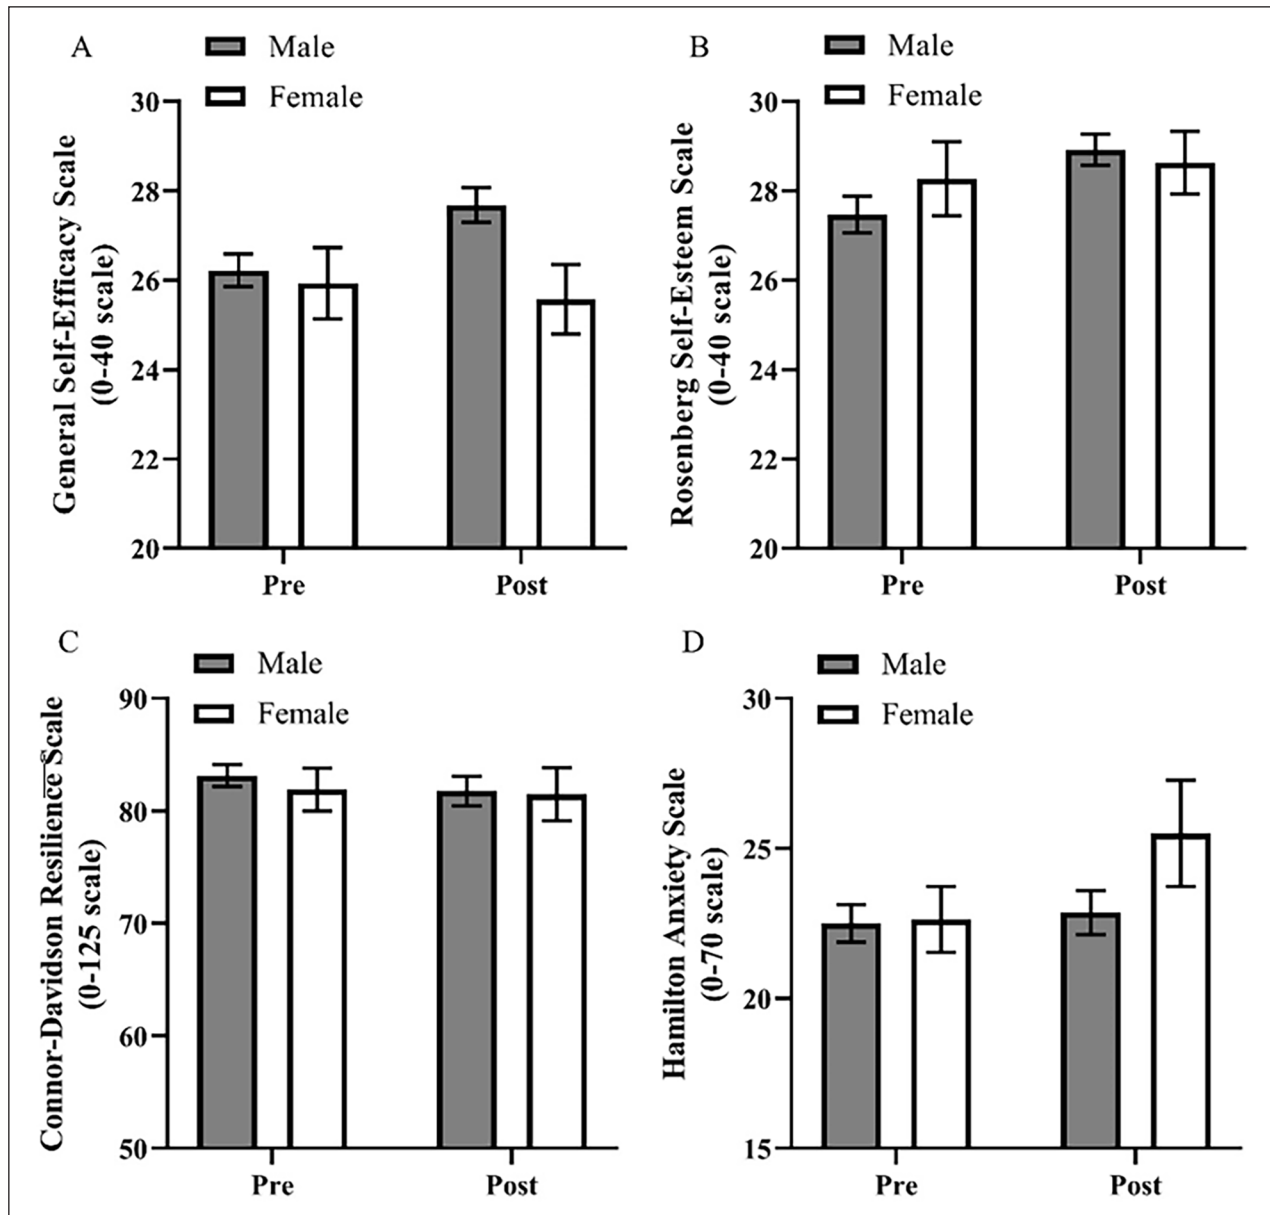 A
Male
Female
General Self-Efficacy Scale
(0-40 scale)
30
28
26
24
22
20
Pre
Post
B
Male
Female
Rosenberg Self-Esteem Scale
(0-40 scale)
30
28
26
24
22
20
Pre
Post
C
Male
Female
Connor-Davidson Resilience Scale
(0-125 scale)
90
80
70
60
50
Pre
Post
D
Male
Female
Hamilton Anxiety Scale
(0-70 scale)
30
25
20
15
Pre
Post